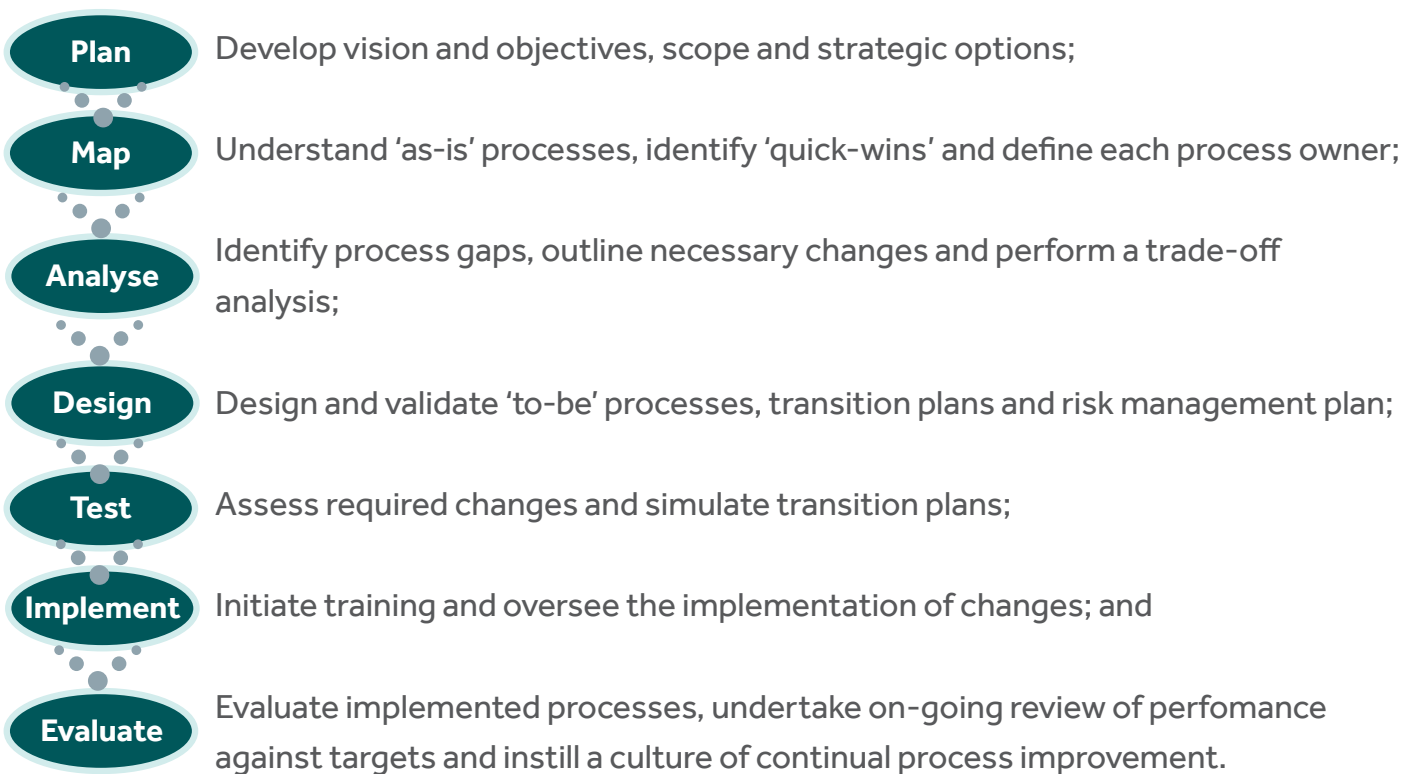 Plan
Develop vision and objectives, scope and strategic options;
Map
Understand ‘as-is’ processes, identify ‘quick-wins’ and define each process owner;
Analyse
Identify process gaps, outline necessary changes and perform a trade-off
analysis;
Design
Design and validate ‘to-be’ processes, transition plans and risk management plan;
Test
Assess required changes and simulate transition plans;
Implement
Initiate training and oversee the implementation of changes; and
Evaluate
Evaluate implemented processes, undertake on-going review of perfomance
against targets and instill a culture of continual process improvement.